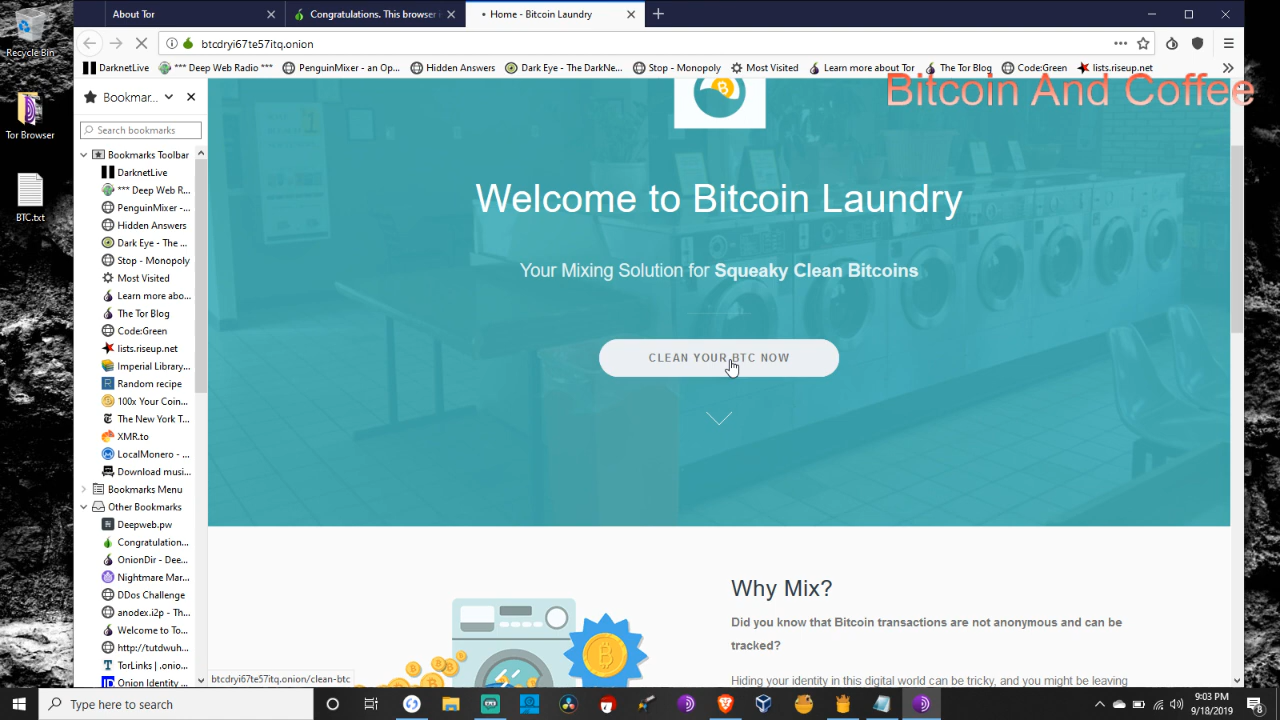 About Tor
Congratulations. This browser i
Home - Bitcoin Laundry
btcdryi67te57itq.onion
DarknetLive
*** Deep Web Radio ***
PenguinMixer - an Op...
Hidden Answers
Dark Eye - The DarkNe...
Stop - Monopoly
Most Visited
Learn more about Tor
The Tor Blog
Code:Green
lists.riseup.net
Bitcoin And Coffee
Recycle Bin
Tor Browser
BTC.txt
Bookmar...
Search bookmarks
Bookmarks Toolbar
DarknetLive
*** Deep Web R...
PenguinMixer -...
Hidden Answers
Dark Eye - The ...
Stop - Monopoly
Most Visited
Learn more abo...
The Tor Blog
Code:Green
lists.riseup.net
Imperial Library...
Random recipe
100x Your Coin...
The New York T...
XMR.to
LocalMonero - ...
Download musi...
Bookmarks Menu
Other Bookmarks
Deepweb.pw
Congratulation...
OnionDir - Dee...
Nightmare Mar...
DDos Challenge
anodex.i2p - Th...
Welcome to To...
http://tutdwuh...
TorLinks | .onio...
Onion Identity ...
Welcome to Bitcoin Laundry
Your Mixing Solution for Squeaky Clean Bitcoins
CLEAN YOUR BTC NOW
Why Mix?
Did you know that Bitcoin transactions are not anonymous and can be
tracked?
Hiding your identity in this digital world can be tricky, and you might be leaving
btcdryi67te57itq.onion/clean-btc
Type here to search
9:03 PM
9/18/2019
8